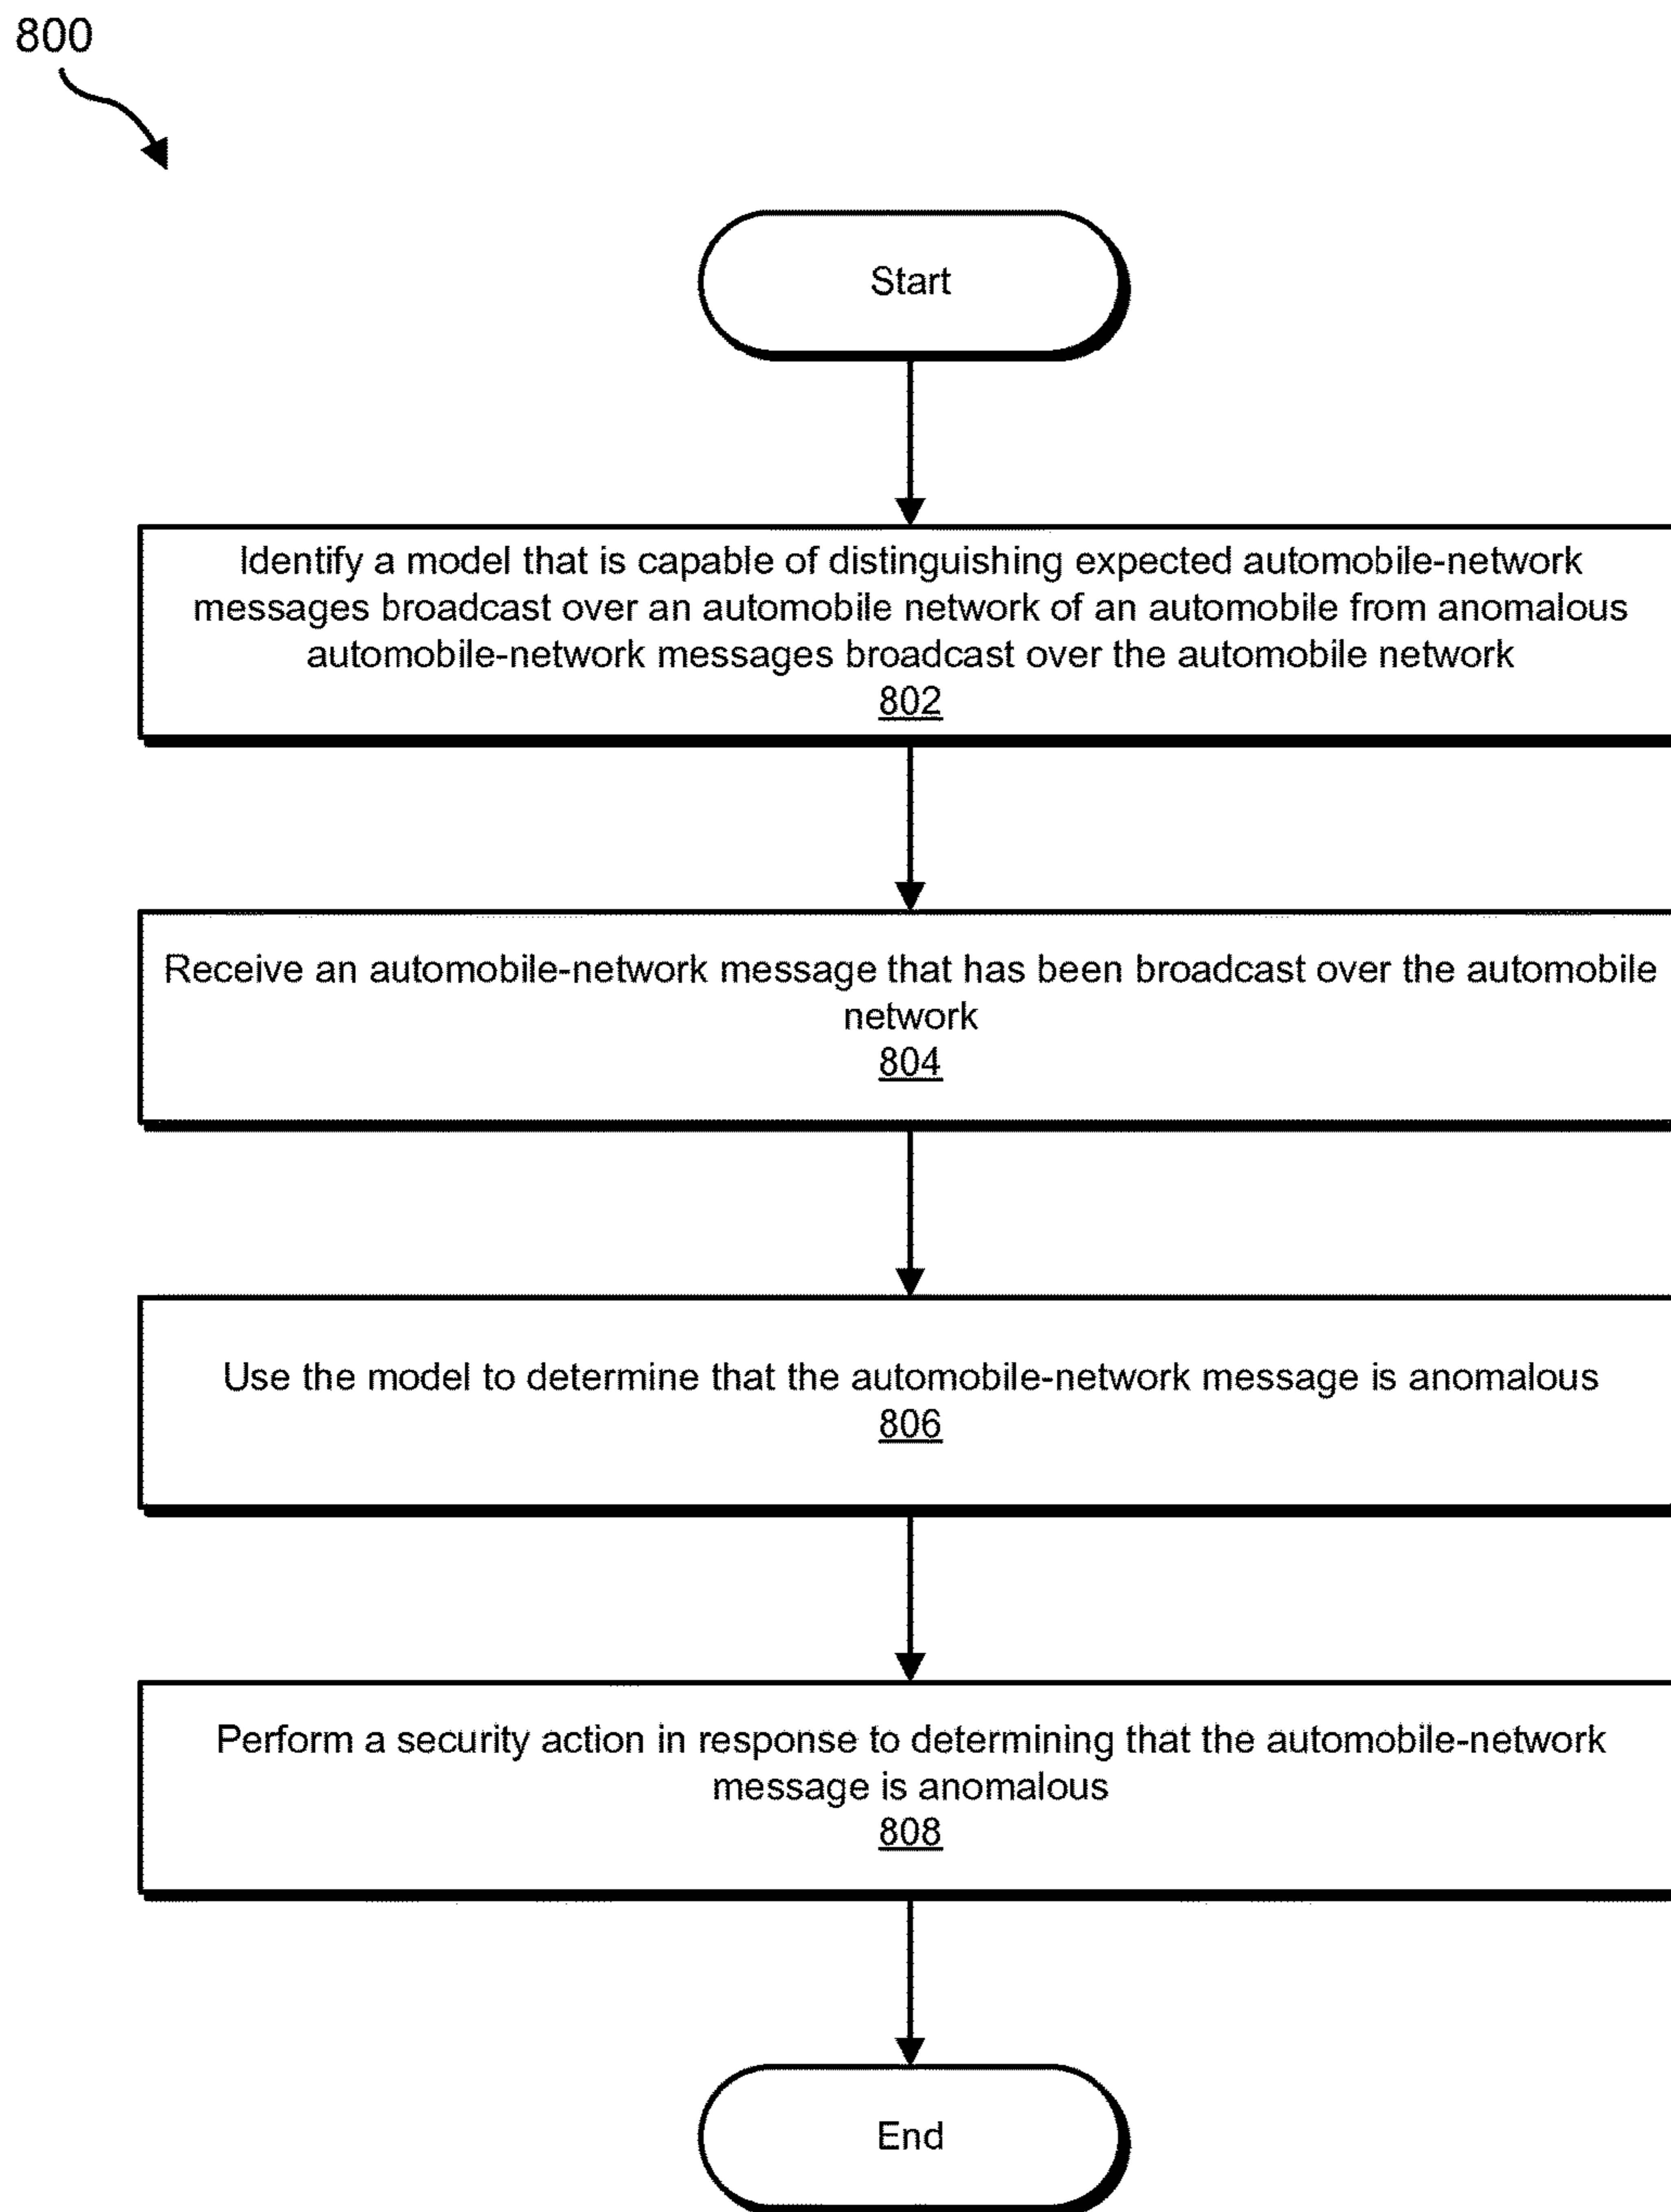 800
Start
Identify a model that is capable of distinguishing expected automobile-network
messages broadcast over an automobile network of an automobile from anomalous
automobile-network messages broadcast over the automobile network
802
Receive an automobile-network message that has been broadcast over the automobile
network
804
Use the model to determine that the automobile-network message is anomalous
806
Perform a security action in response to determining that the automobile-network
message is anomalous
808
End